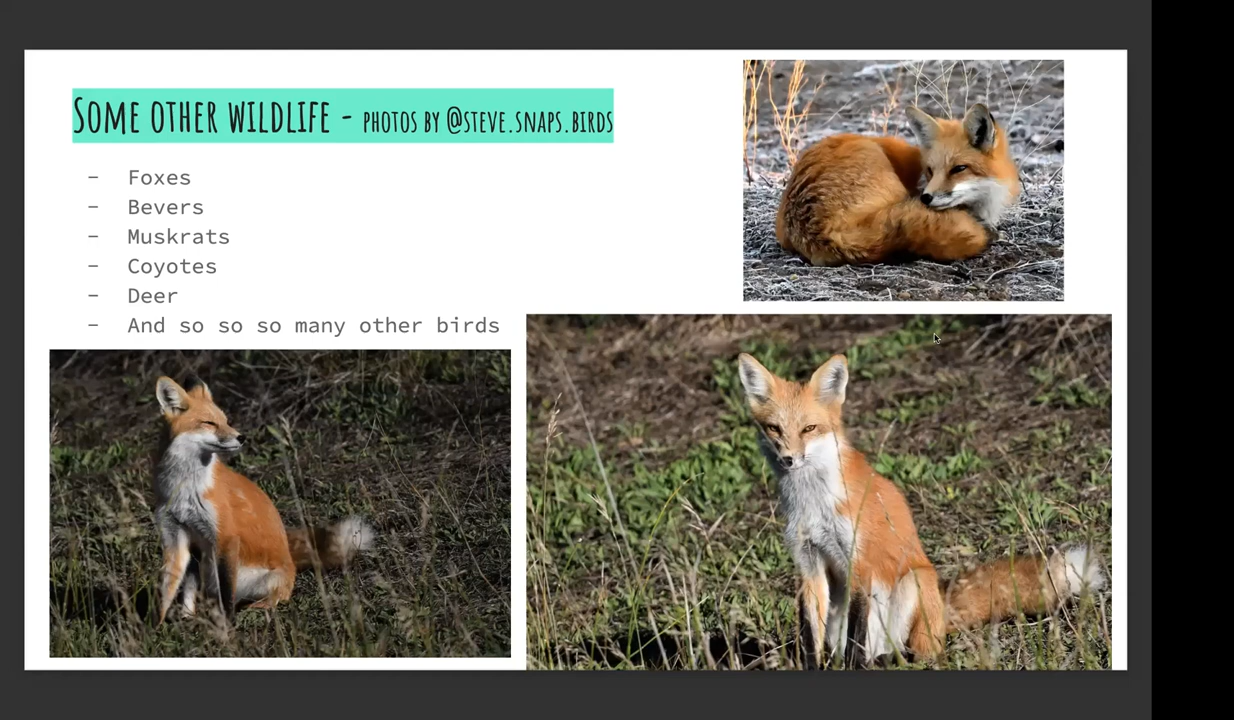 Some other wildlife - photos by @steve.snaps.birds
- Foxes
- Bevers
- Muskrats
- Coyotes
- Deer
- And so so so many other birds